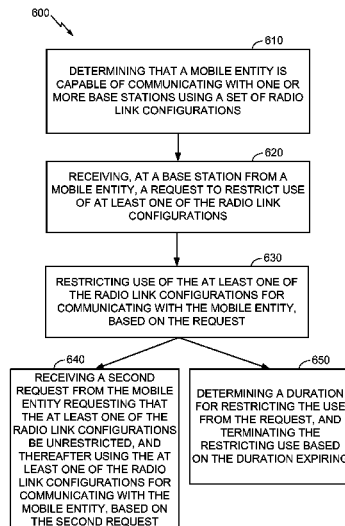 600
610
DETERMINING THAT A MOBILE ENTITY IS
CAPABLE OF COMMUNICATING WITH ONE OR
MORE BASE STATIONS USING A SET OF RADIO
LINK CONFIGURATIONS
620
RECEIVING, AT A BASE STATION FROM A
MOBILE ENTITY, A REQUEST TO RESTRICT USE
OF AT LEAST ONE OF THE RADIO LINK
CONFIGURATIONS
630
RESTRICTING USE OF THE AT LEAST ONE OF
THE RADIO LINK CONFIGURATIONS FOR
COMMUNICATING WITH THE MOBILE ENTITY,
BASED ON THE REQUEST
640
RECEIVING A SECOND
REQUEST FROM THE MOBILE
ENTITY REQUESTING THAT
THE AT LEAST ONE OF THE
RADIO LINK CONFIGURATIONS
BE UNRESTRICTED, AND
THEREAFTER USING THE AT
LEAST ONE OF THE RADIO
LINK CONFIGURATIONS FOR
COMMUNICATING WITH THE
MOBILE ENTITY, BASED ON
THE SECOND REQUEST
650
DETERMINING A DURATION
FOR RESTRICTING THE USE
FROM THE REQUEST, AND
TERMINATING THE
RESTRICTING USE BASED
ON THE DURATION EXPIRING